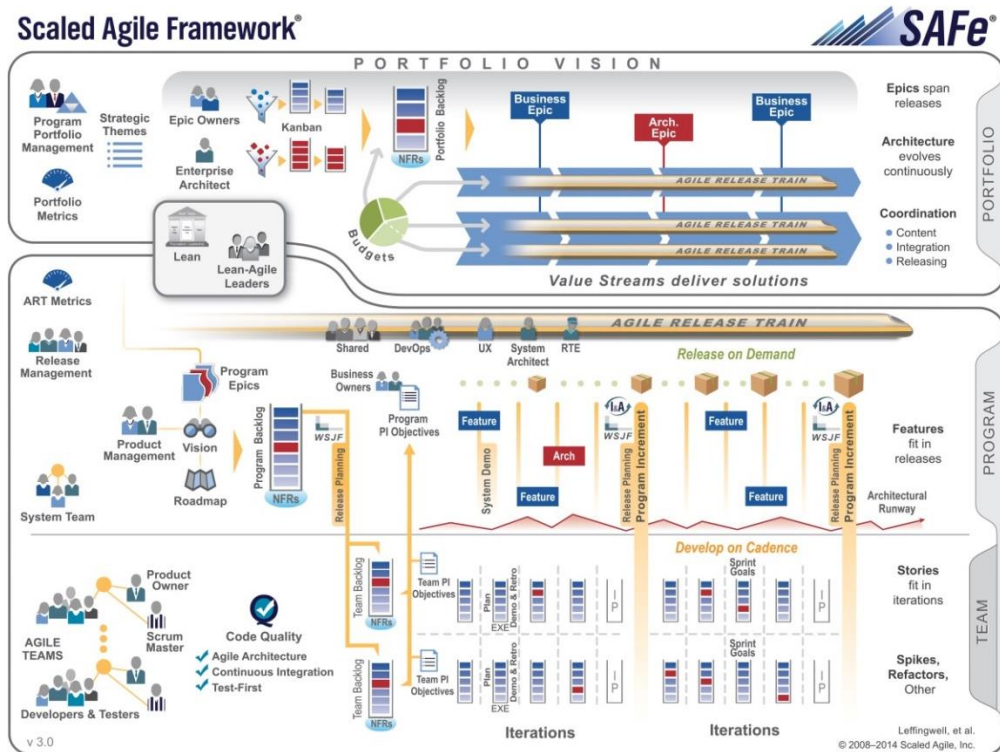 Scaled Agile Framework®
SAFe®
PORTFOLIO VISION
Program
Portfolio
Management
Strategic
Themes
Portfolio
Metrics
Epic Owners
Enterprise
Architect
Kanban
Portfolio Backlog
NFRs
Budgets
Business
Epic
Arch.
Epic
Business
Epic
AGILE RELEASE TRAIN
AGILE RELEASE TRAIN
AGILE RELEASE TRAIN
Value Streams deliver solutions
Epics span
releases
Architecture
evolves
continuously
Coordination
Content
Integration
Releasing
PORTFOLIO
Lean
Lean-Agile
Leaders
ART Metrics
Release
Management
Product
Management
System Team
Program
Epics
Vision
Roadmap
Program Backlog
NFRs
WSJF
Release Planning
AGILE RELEASE TRAIN
Shared
DevOps
UX
System
Architect
RTE
Business
Owners
Program
PI Objectives
Release on Demand
Feature
System Demo
Feature
Arch
I&A
WSJF
Release Planning
Program Increment
Feature
Feature
I&A
WSJF
Release Planning
Program Increment
Architectural
Runway
Features
fit in
releases
PROGRAM
Develop on Cadence
AGILE
TEAMS
Product
Owner
Scrum
Master
Developers & Testers
Code Quality
Agile Architecture
Continuous Integration
Test-First
Team Backlog
NFRs
Team PI
Objectives
Plan
EXE
Demo & Retro
I
P
Sprint
Goals
I
P
Team Backlog
NFRs
Team PI
Objectives
Plan
EXE
Demo & Retro
I
P
Sprint
Goals
I
P
Iterations
Iterations
Stories
fit in
iterations
Spikes,
Refactors,
Other
TEAM
v 3.0
Leffingwell, et al.
© 2008–2014 Scaled Agile, Inc.